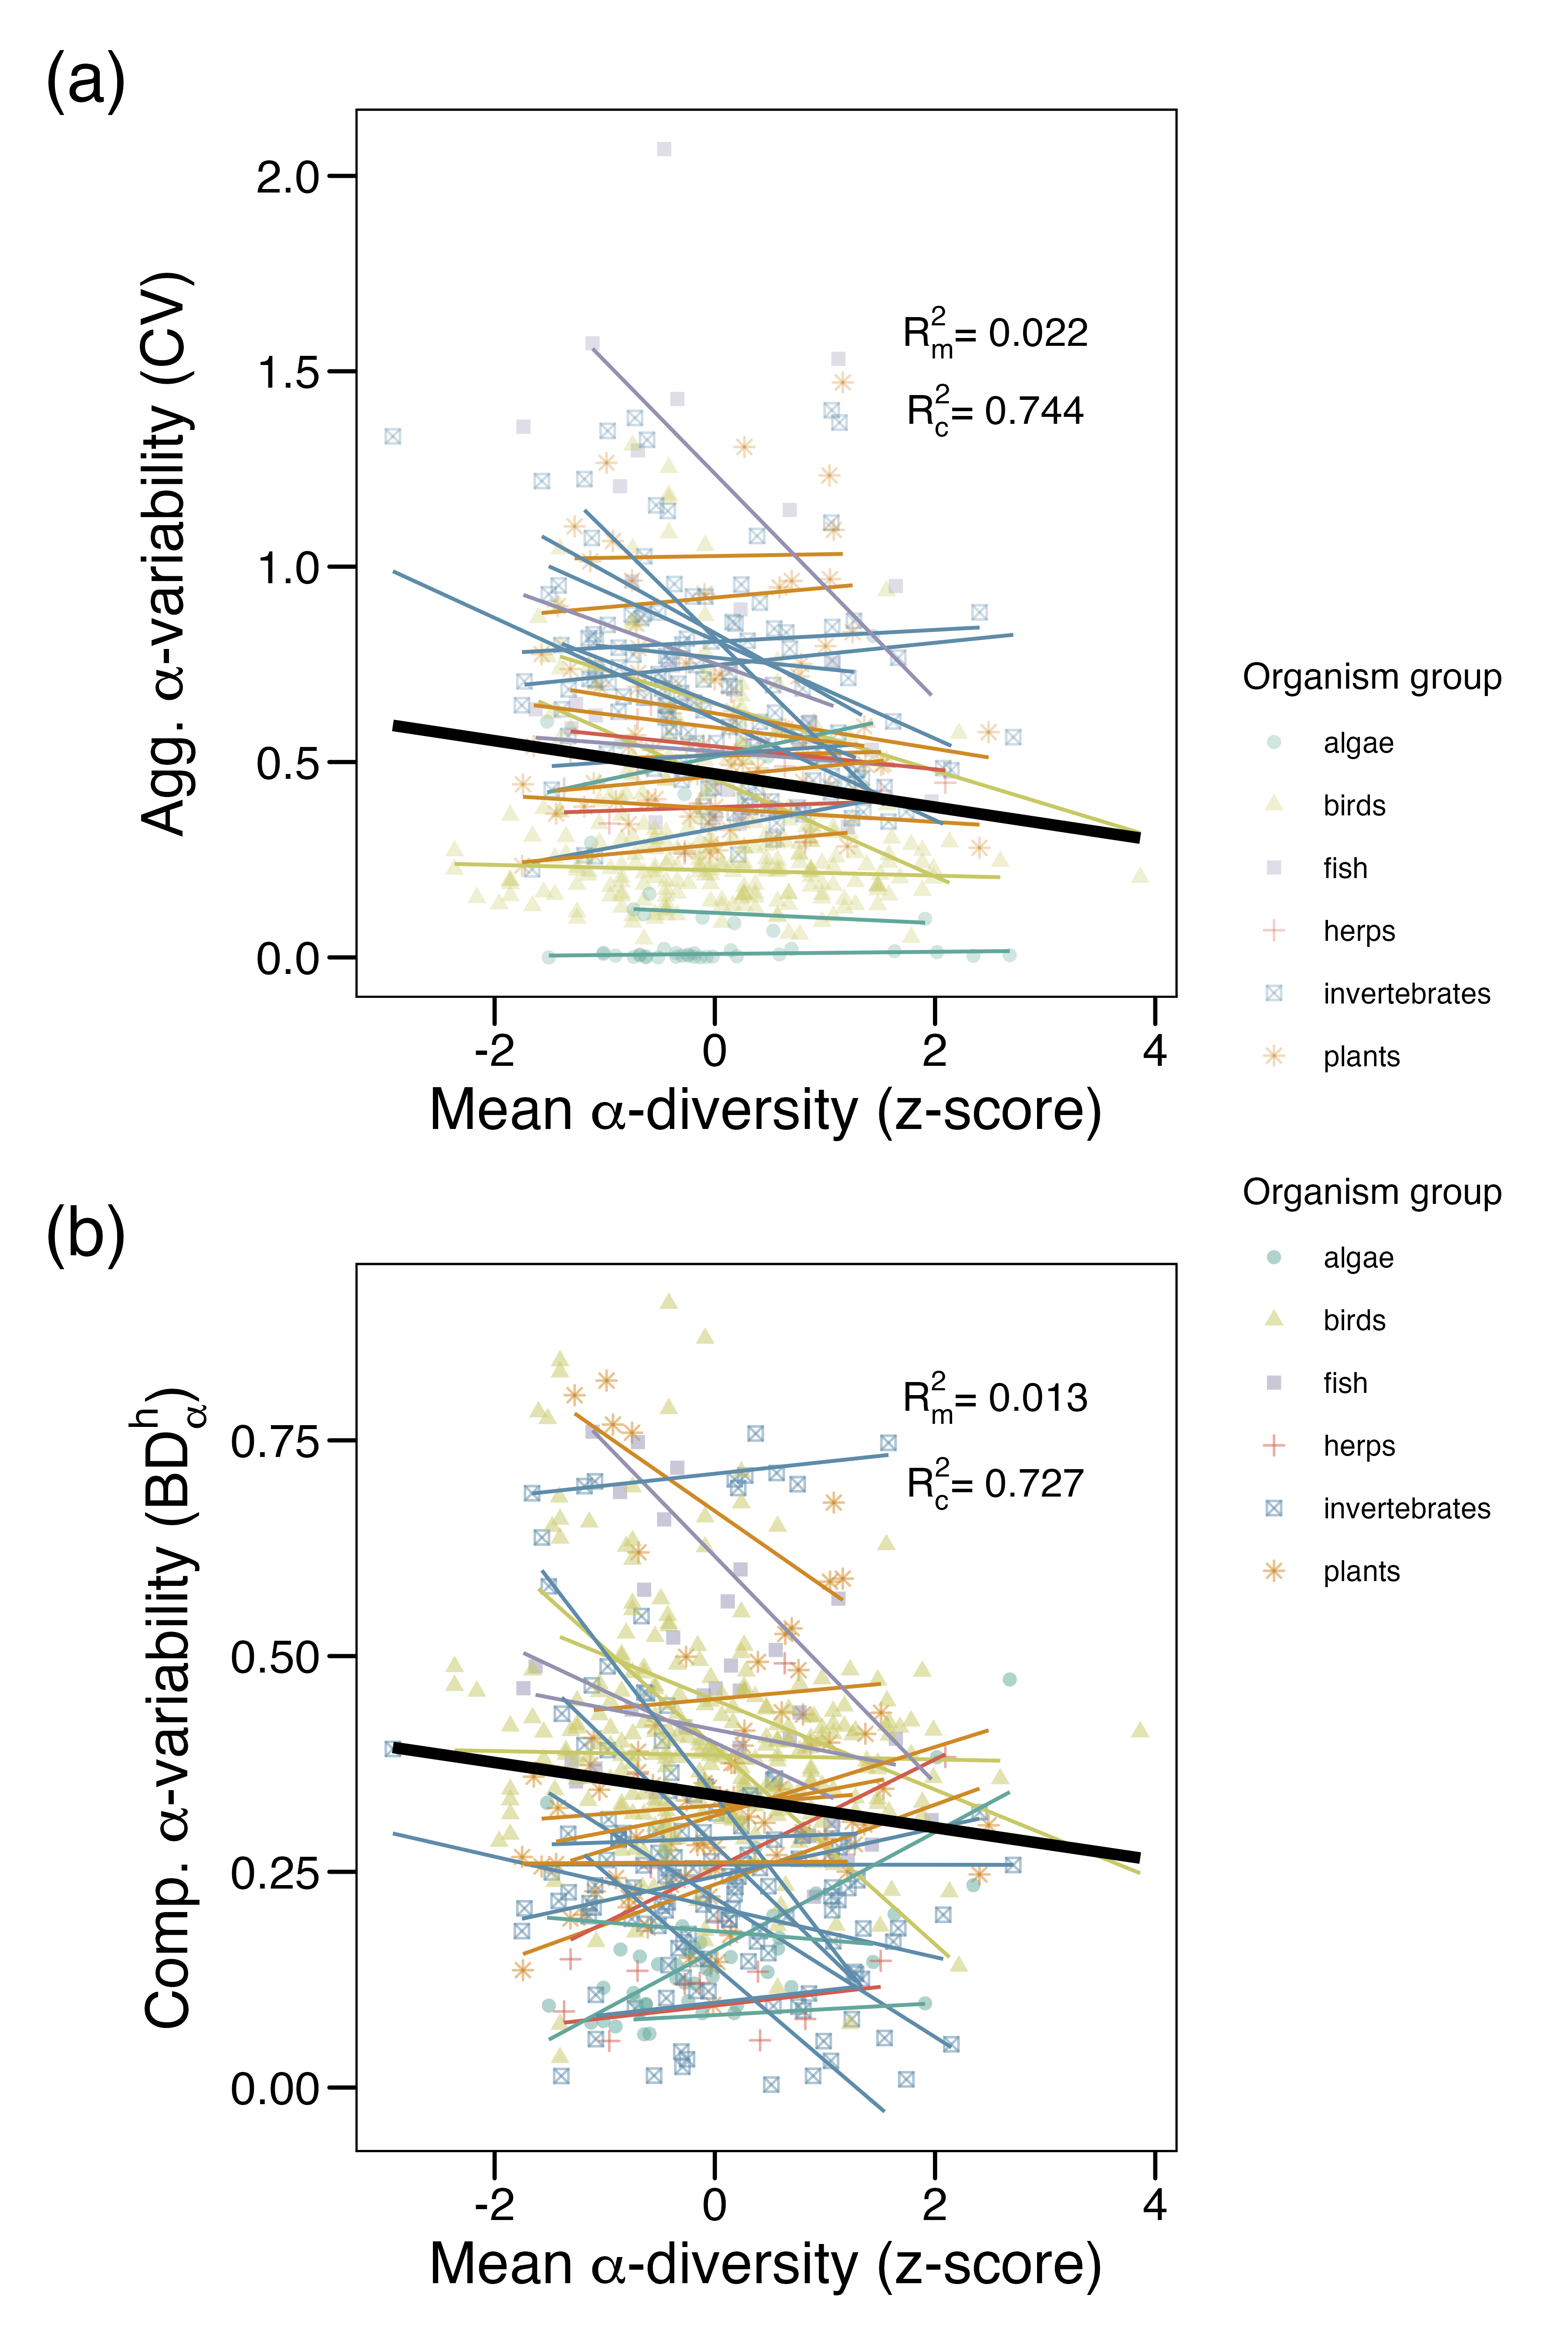 (a)
2.0
1.5
1.0
0.5
0.0
Agg. α-variability (CV)
R²m= 0.022
R²c= 0.744
-2 0 2 4
Mean α-diversity (z-score)
Organism group
algae
birds
fish
herps
invertebrates
plants
(b)
0.75
0.50
0.25
0.00
Comp. α-variability (BDʰα)
R²m= 0.013
R²c= 0.727
-2 0 2 4
Mean α-diversity (z-score)
Organism group
algae
birds
fish
herps
invertebrates
plants